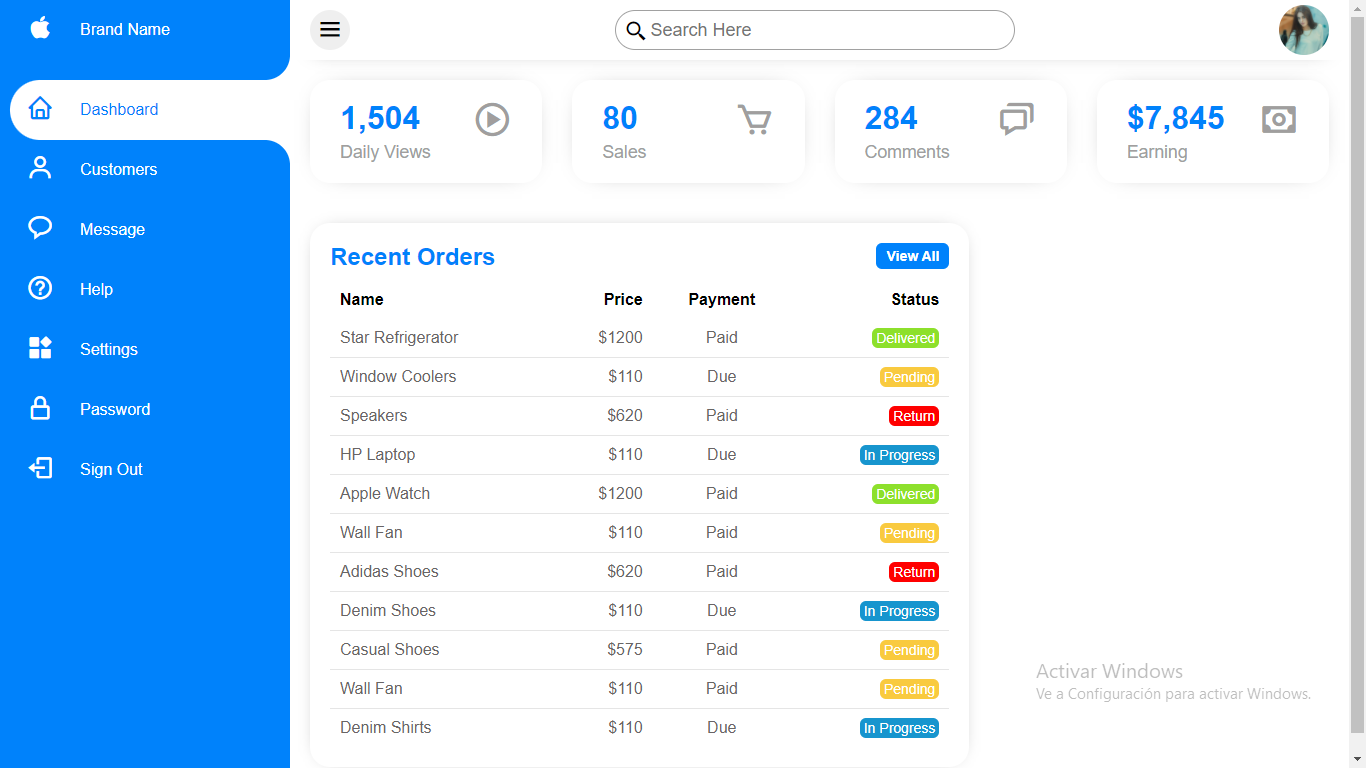 Brand Name
Search Here
Dashboard
Customers
Message
Help
Settings
Password
Sign Out
1,504
Daily Views
80
Sales
284
Comments
$7,845
Earning
Recent Orders
View All
Name Price Payment Status
Star Refrigerator $1200 Paid Delivered
Window Coolers $110 Due Pending
Speakers $620 Paid Return
HP Laptop $110 Due In Progress
Apple Watch $1200 Paid Delivered
Wall Fan $110 Paid Pending
Adidas Shoes $620 Paid Return
Denim Shoes $110 Due In Progress
Casual Shoes $575 Paid Pending
Wall Fan $110 Paid Pending
Denim Shirts $110 Due In Progress
Activar Windows
Ve a Configuración para activar Windows.